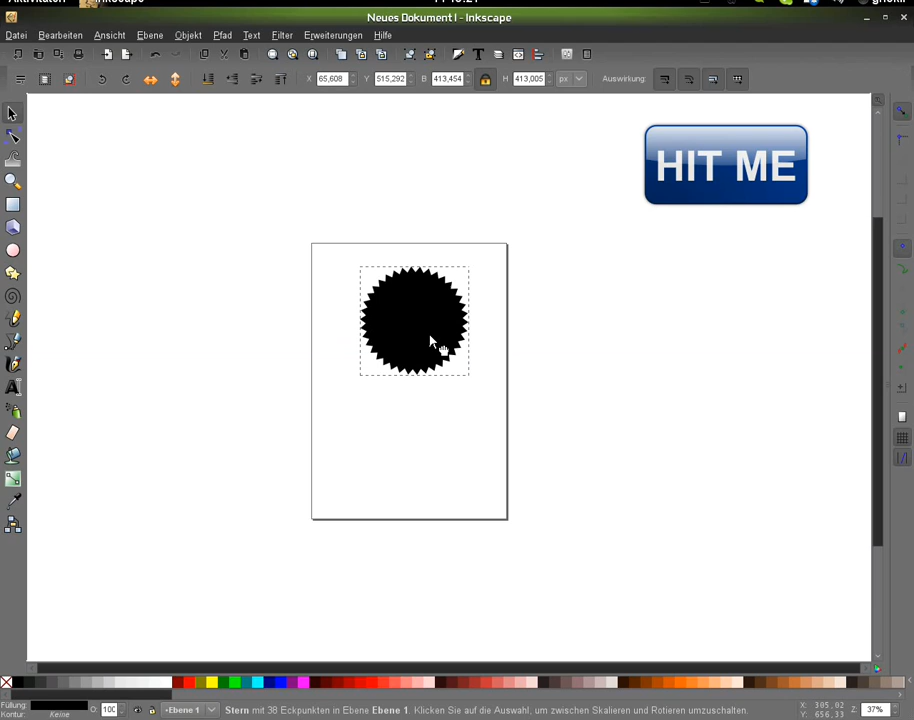 Neues Dokument 1 - Inkscape
Datei Bearbeiten Ansicht Ebene Objekt Pfad Text Filter Erweiterungen Hilfe
X 65,608 Y 515,292 B 413,454 H 413,005 px Auswirkung:
HIT ME
Füllung: O: 100 Ebene 1 Stern mit 38 Eckpunkten in Ebene Ebene 1. Klicken Sie auf die Auswahl, um zwischen Skalieren und Rotieren umzuschalten. X: 305,02 Z: 37%
Kontur: Keine Y: 656,33